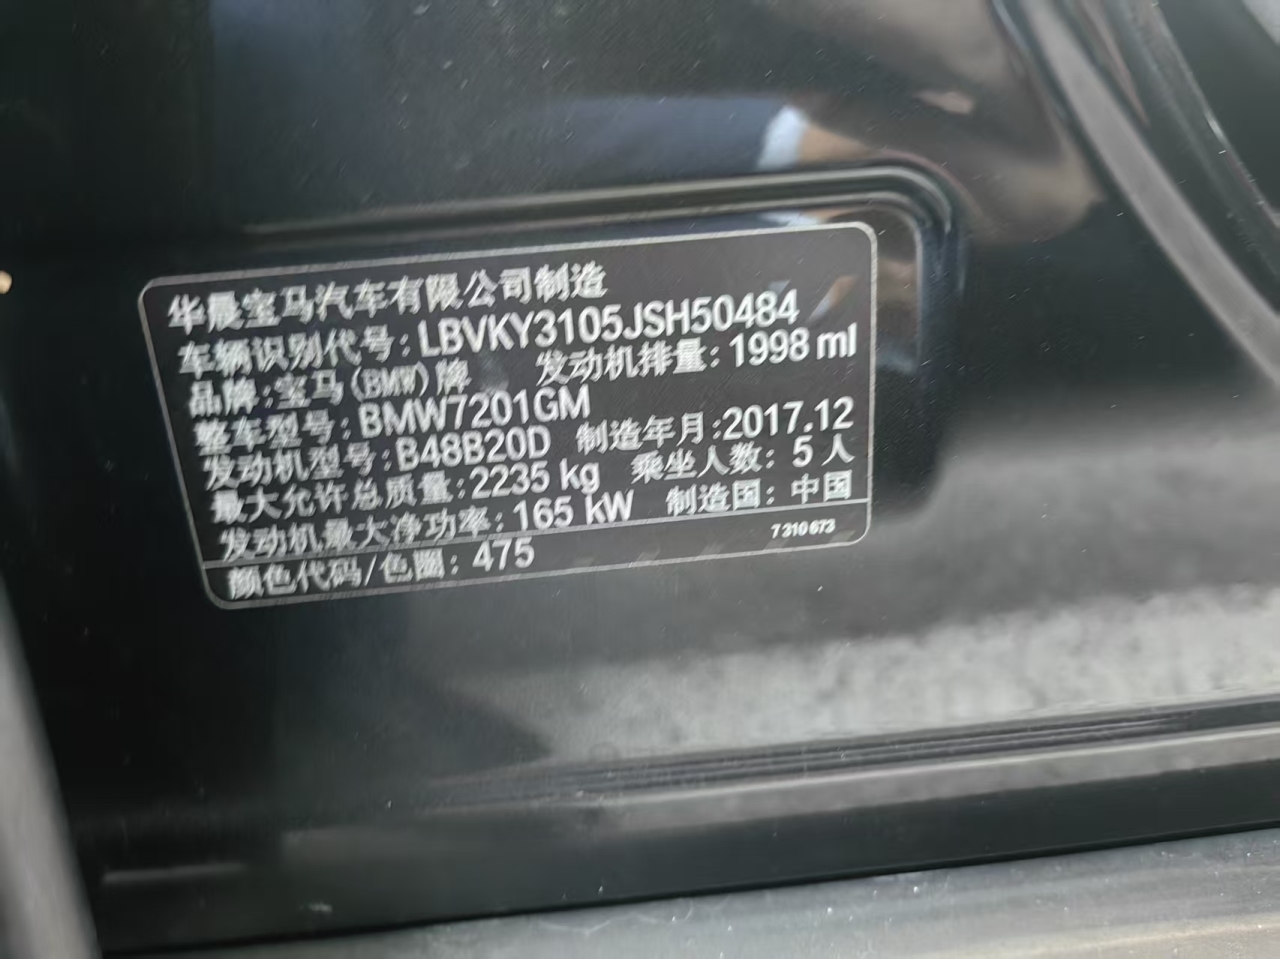 华晨宝马汽车有限公司制造
车辆识别代号：LBVKY3105JSH50484
品牌：宝马(BMW)牌 发动机排量：1998 ml
整车型号：BMW7201GM
发动机型号：B48B20D 制造年月：2017.12
最大允许总质量：2235 kg 乘坐人数：5 人
发动机最大净功率：165 kW 制造国：中国
颜色代码/色圈：475 7310673